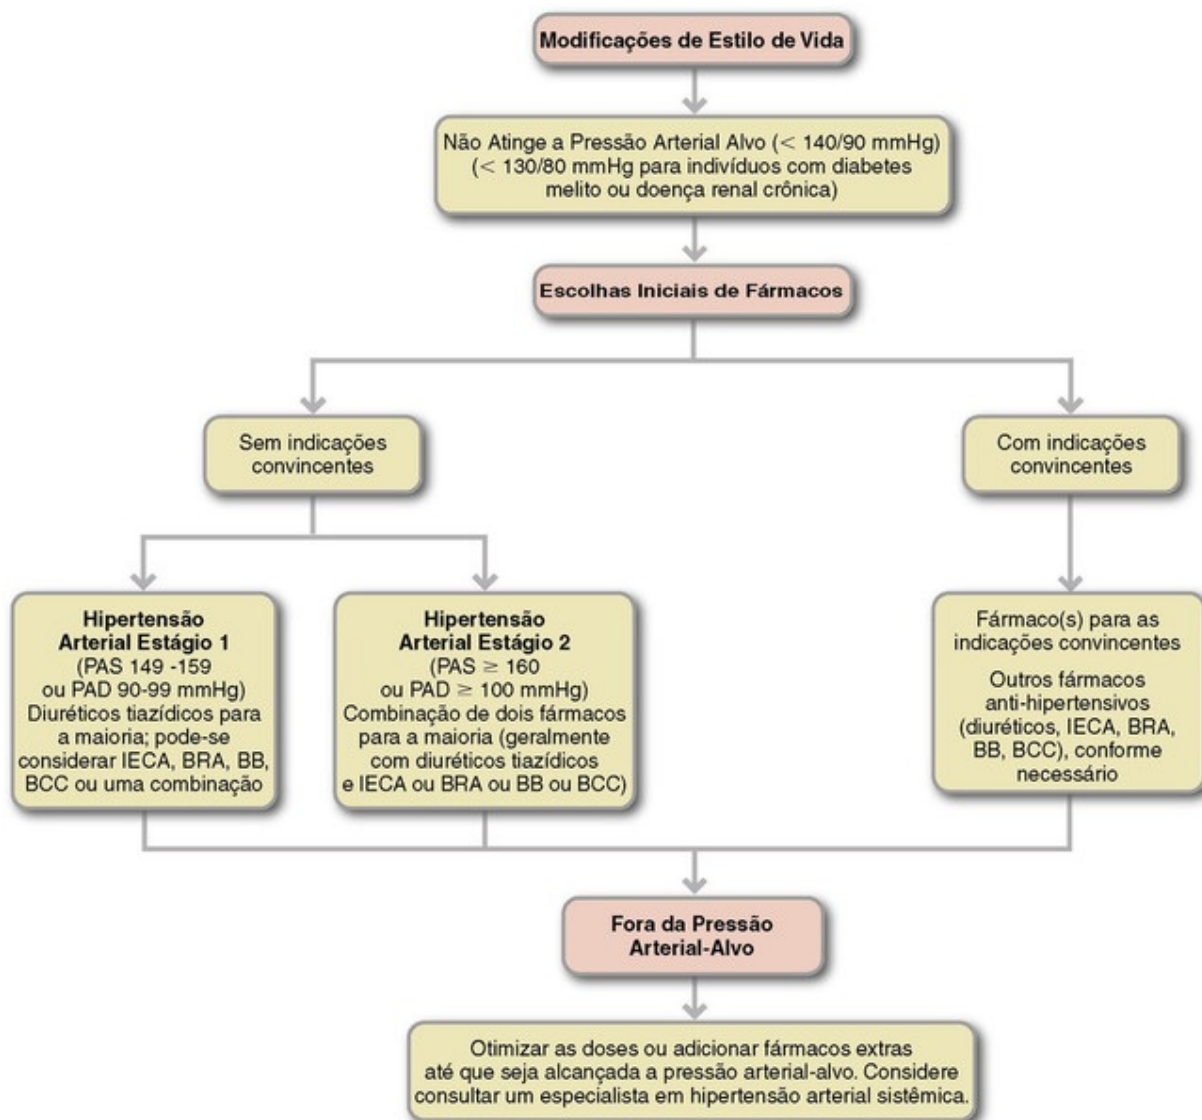 Modificações de Estilo de Vida
Não Atinge a Pressão Arterial Alvo (< 140/90 mmHg)
(< 130/80 mmHg para indivíduos com diabetes
melito ou doença renal crônica)
Escolhas Iniciais de Fármacos
Sem indicações
convincentes
Com indicações
convincentes
Hipertensão
Arterial Estágio 1
(PAS 149 -159
ou PAD 90-99 mmHg)
Diuréticos tiazídicos para
a maioria; pode-se
considerar IECA, BRA, BB,
BCC ou uma combinação
Hipertensão
Arterial Estágio 2
(PAS ≥ 160
ou PAD ≥ 100 mmHg)
Combinação de dois fármacos
para a maioria (geralmente
com diuréticos tiazídicos
e IECA ou BRA ou BB ou BCC)
Fármaco(s) para as
indicações convincentes
Outros fármacos
anti-hipertensivos
(diuréticos, IECA, BRA,
BB, BCC), conforme
necessário
Fora da Pressão
Arterial-Alvo
Otimizar as doses ou adicionar fármacos extras
até que seja alcançada a pressão arterial-alvo. Considere
consultar um especialista em hipertensão arterial sistêmica.